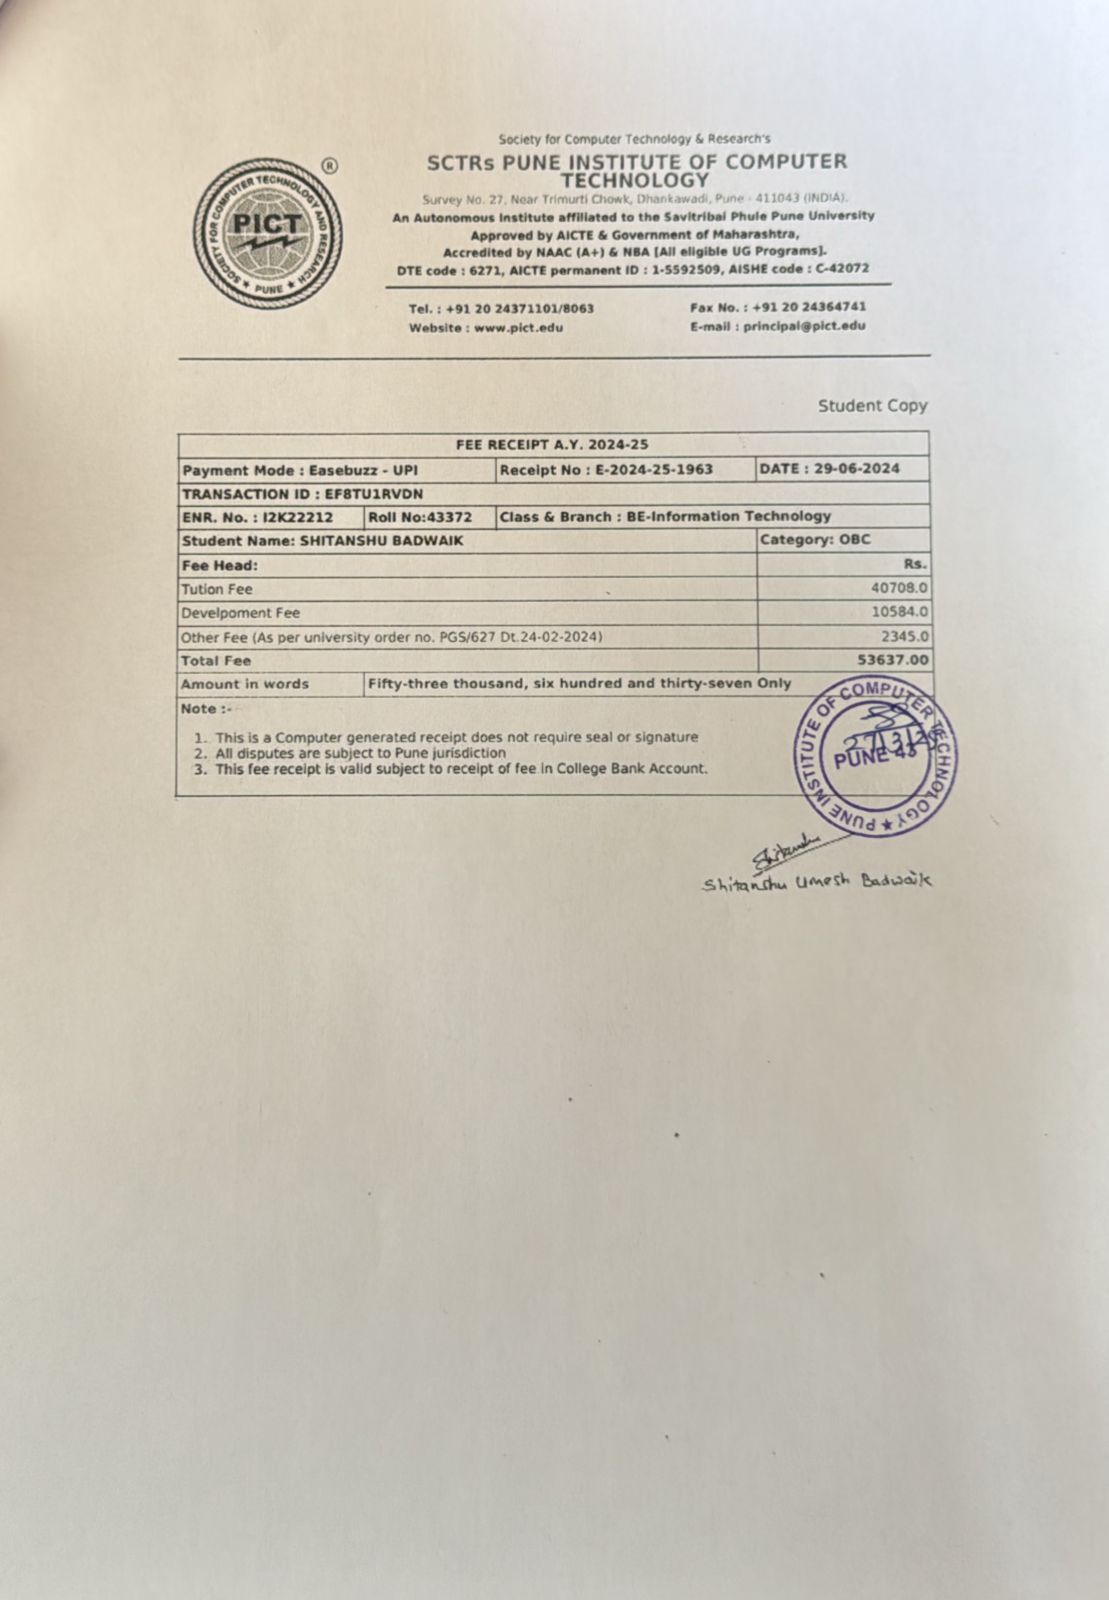 Society for Computer Technology & Research's
SCTRs PUNE INSTITUTE OF COMPUTER
TECHNOLOGY
Survey No. 27, Near Trimurti Chowk, Dhankawadi, Pune - 411043 (INDIA).
An Autonomous Institute affiliated to the Savitribai Phule Pune University
Approved by AICTE & Government of Maharashtra,
Accredited by NAAC (A+) & NBA [All eligible UG Programs].
DTE code : 6271, AICTE permanent ID : 1-5592509, AISHE code : C-42072
SOCIETY FOR COMPUTER TECHNOLOGY AND RESEARCH
PICT
★ PUNE ★
®
Tel. : +91 20 24371101/8063 Fax No. : +91 20 24364741
Website : www.pict.edu E-mail : principal@pict.edu
Student Copy
FEE RECEIPT A.Y. 2024-25
Payment Mode : Easebuzz - UPI Receipt No : E-2024-25-1963 DATE : 29-06-2024
TRANSACTION ID : EF8TU1RVDN
ENR. No. : I2K22212 Roll No:43372 Class & Branch : BE-Information Technology
Student Name: SHITANSHU BADWAIK Category: OBC
Fee Head: Rs.
Tution Fee 40708.0
Develpoment Fee 10584.0
Other Fee (As per university order no. PGS/627 Dt.24-02-2024) 2345.0
Total Fee 53637.00
Amount in words Fifty-three thousand, six hundred and thirty-seven Only
Note :-
1. This is a Computer generated receipt does not require seal or signature
2. All disputes are subject to Pune jurisdiction
3. This fee receipt is valid subject to receipt of fee in College Bank Account.
PUNE INSTITUTE OF COMPUTER TECHNOLOGY ★
PUNE-43
Shitanshu
Shitanshu Umesh Badwaik